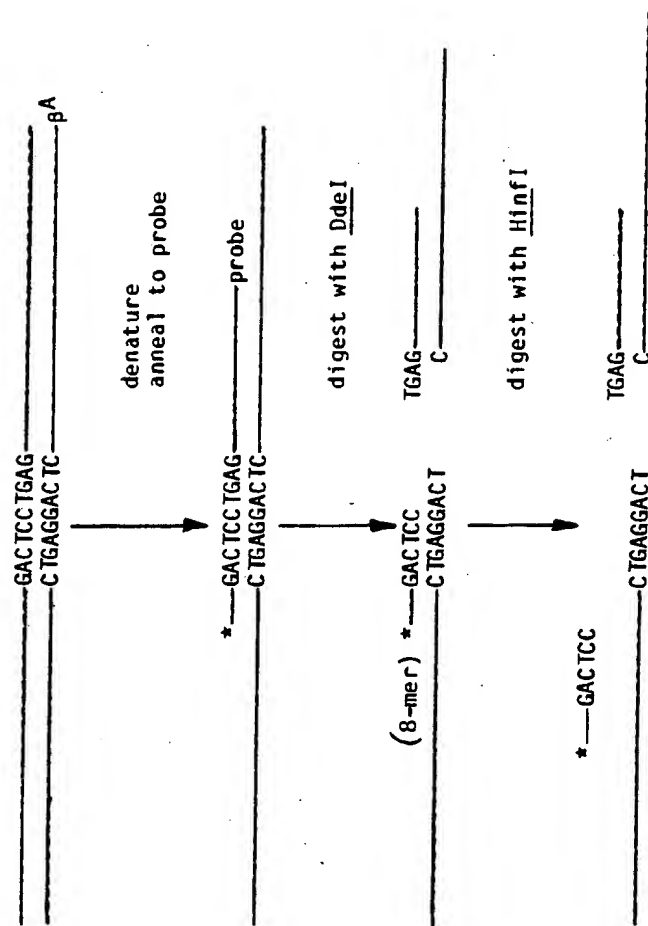 GACTCCTGAG
CTGAGGACTC βA
denature
anneal to probe
*—GACTCCTGAG—probe
CTGAGGACTC
digest with DdeI
(8-mer) *—GACTCC TGAG
CTGAGGACT C
digest with HinfI
*—GACTCC TGAG
CTGAGGACT C